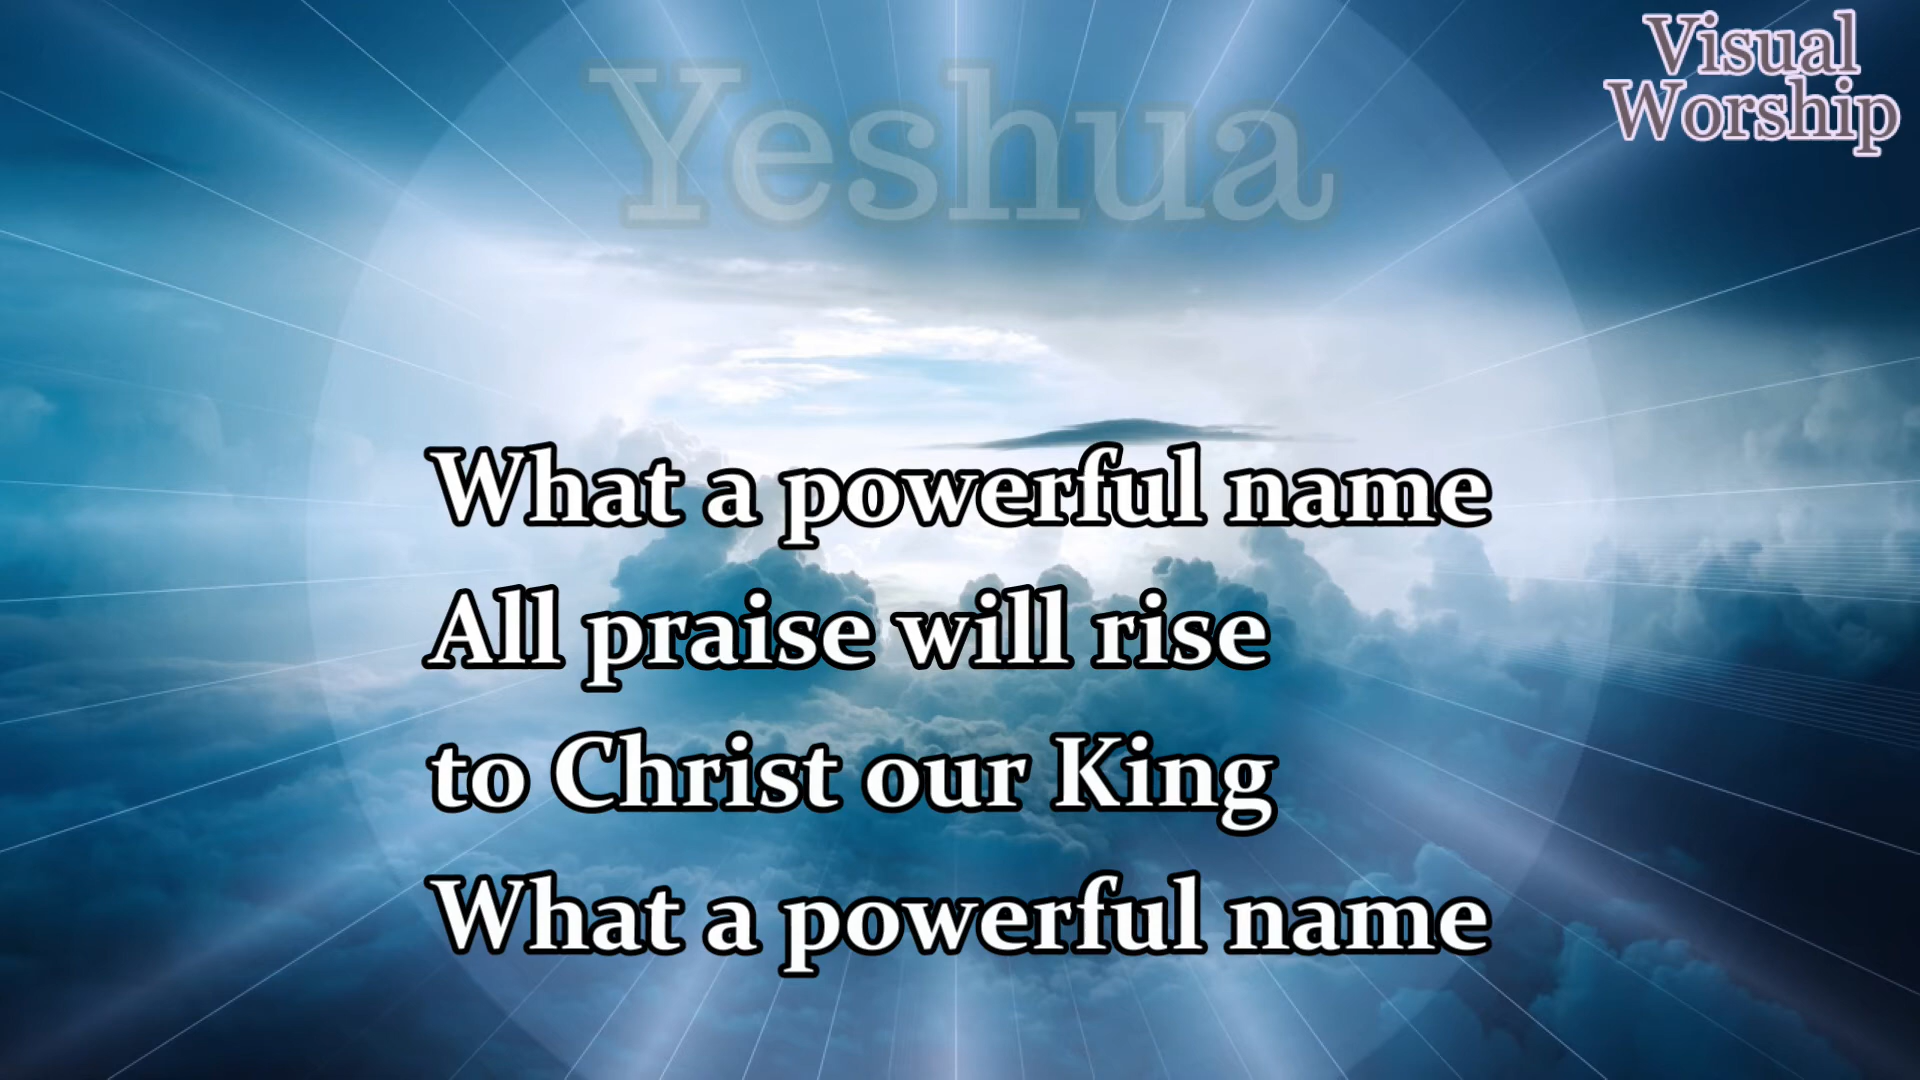 Yeshua
Visual
Worship
What a powerful name
All praise will rise
to Christ our King
What a powerful name